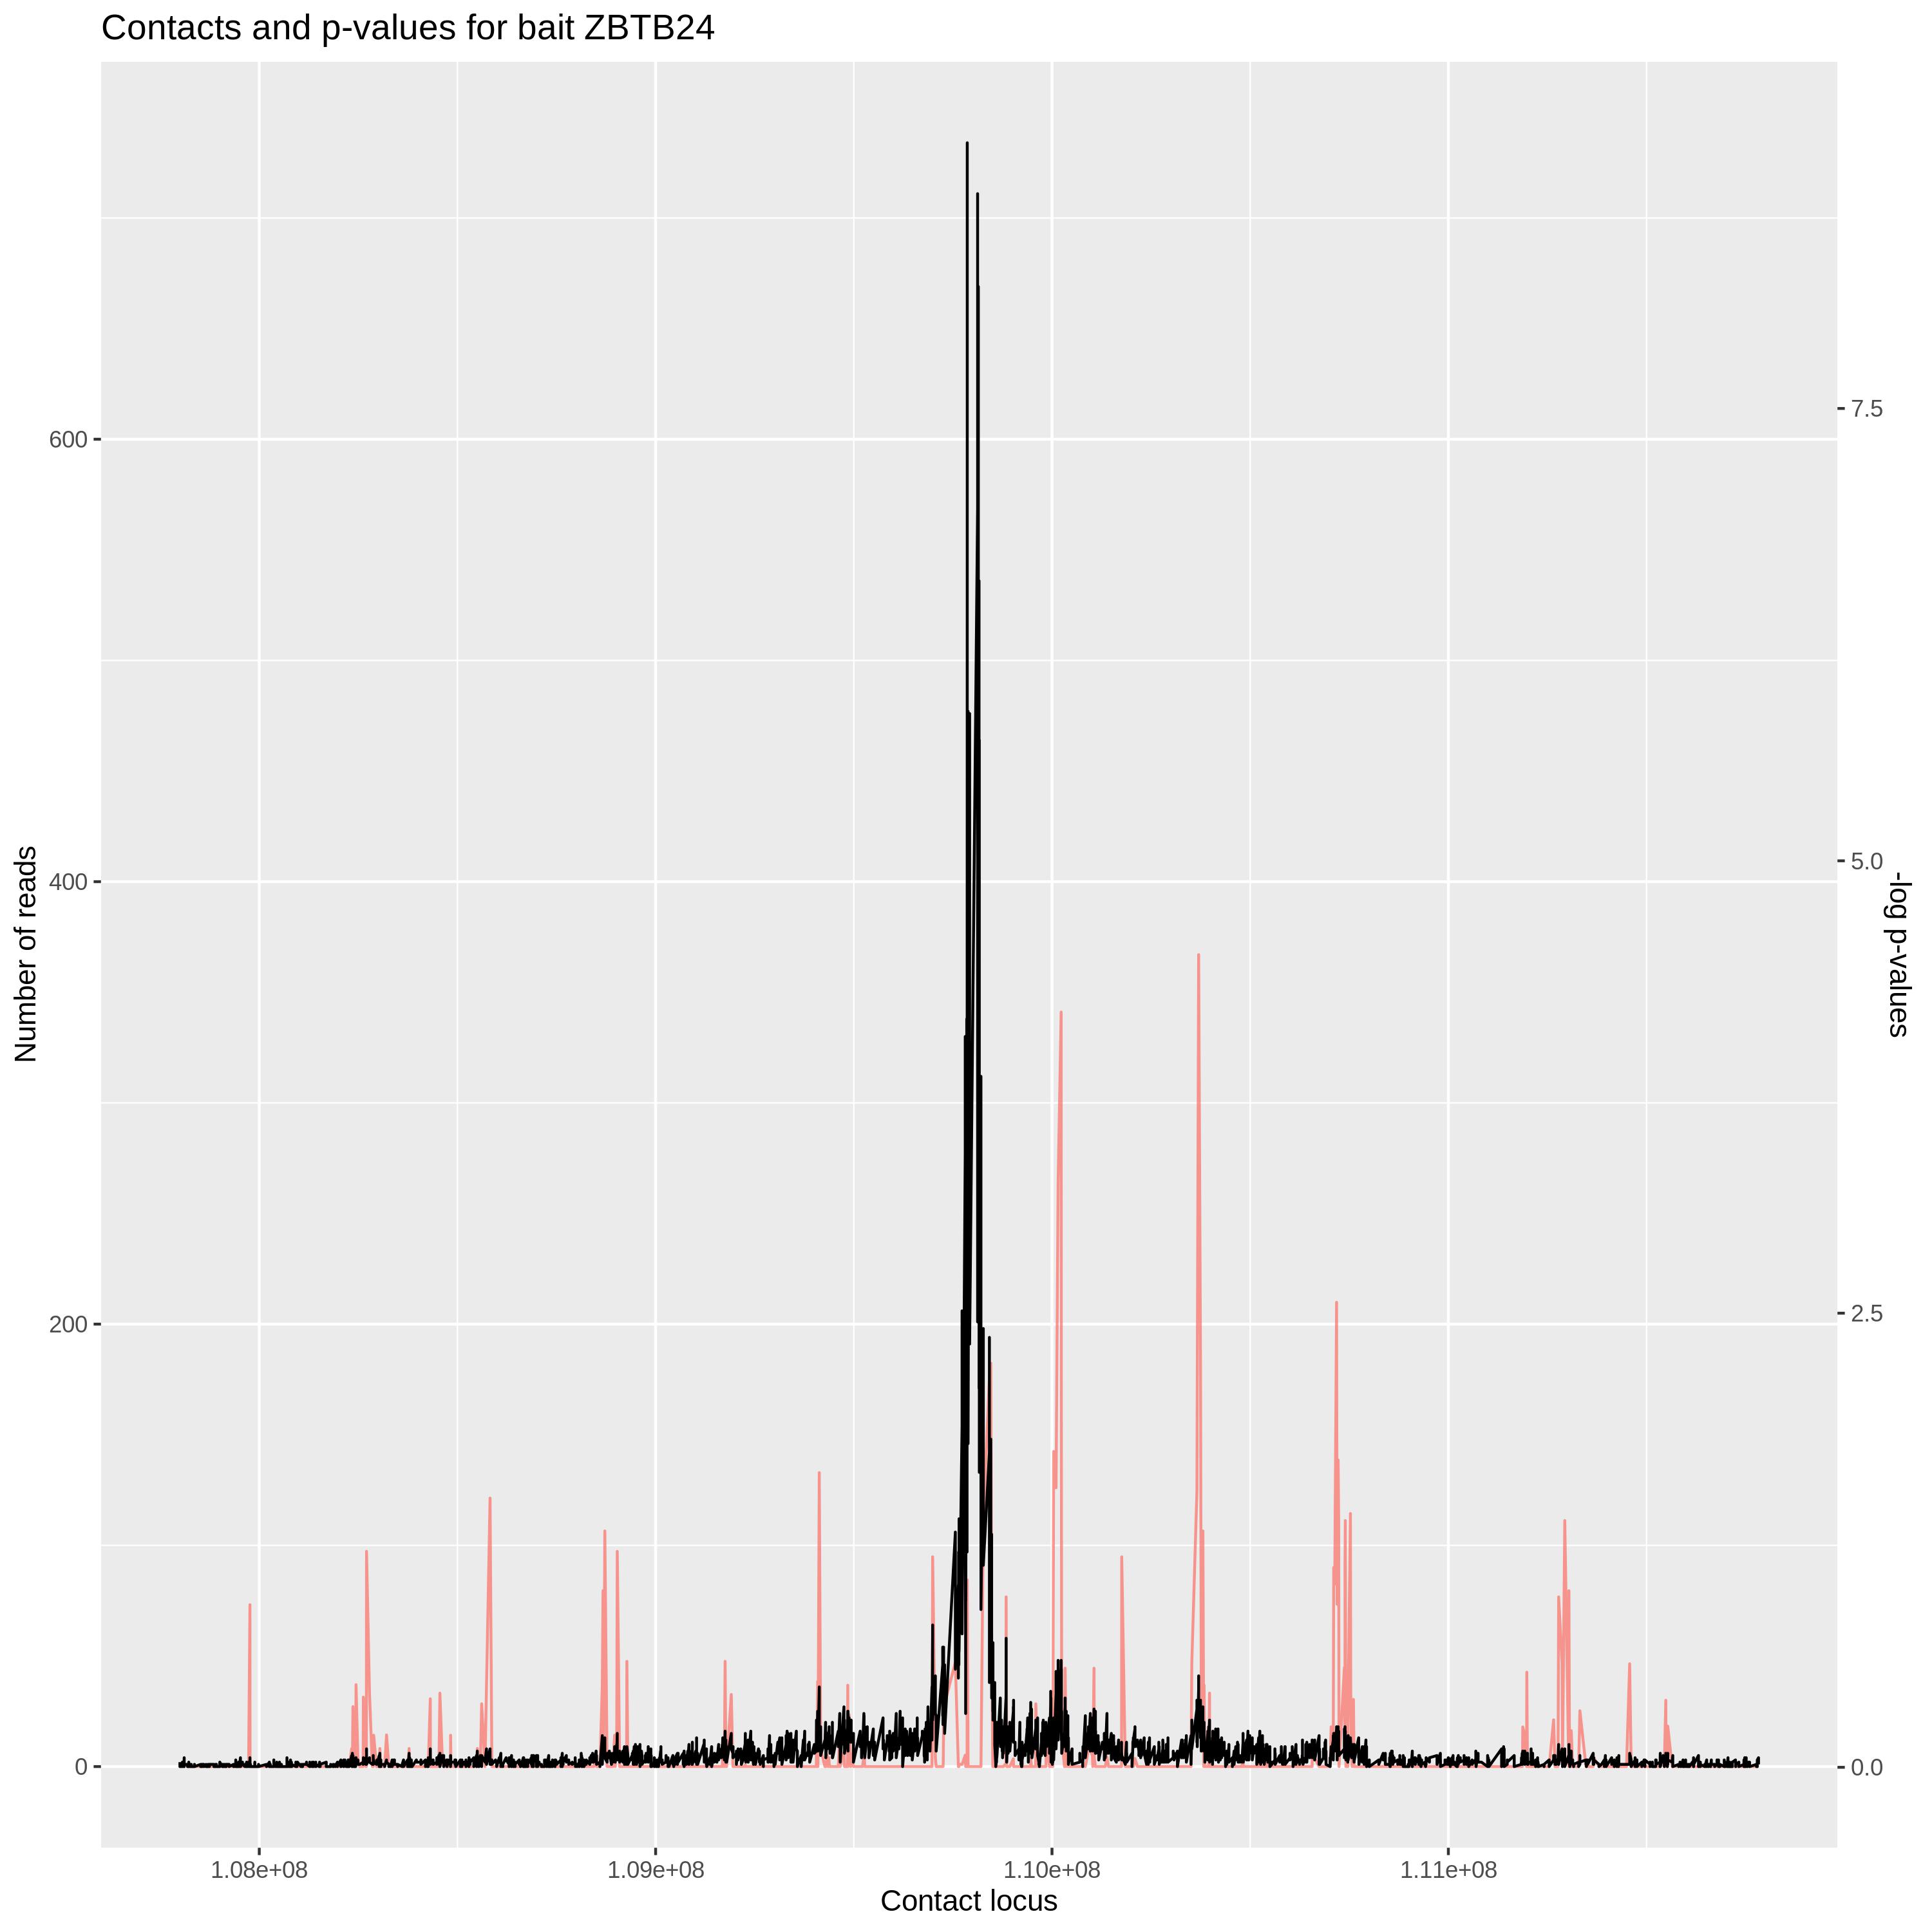 Contacts and p-values for bait ZBTB24
600
400
200
0
Number of reads
7.5
5.0
2.5
0.0
-log p-values
1.08e+08
1.09e+08
1.10e+08
1.11e+08
Contact locus